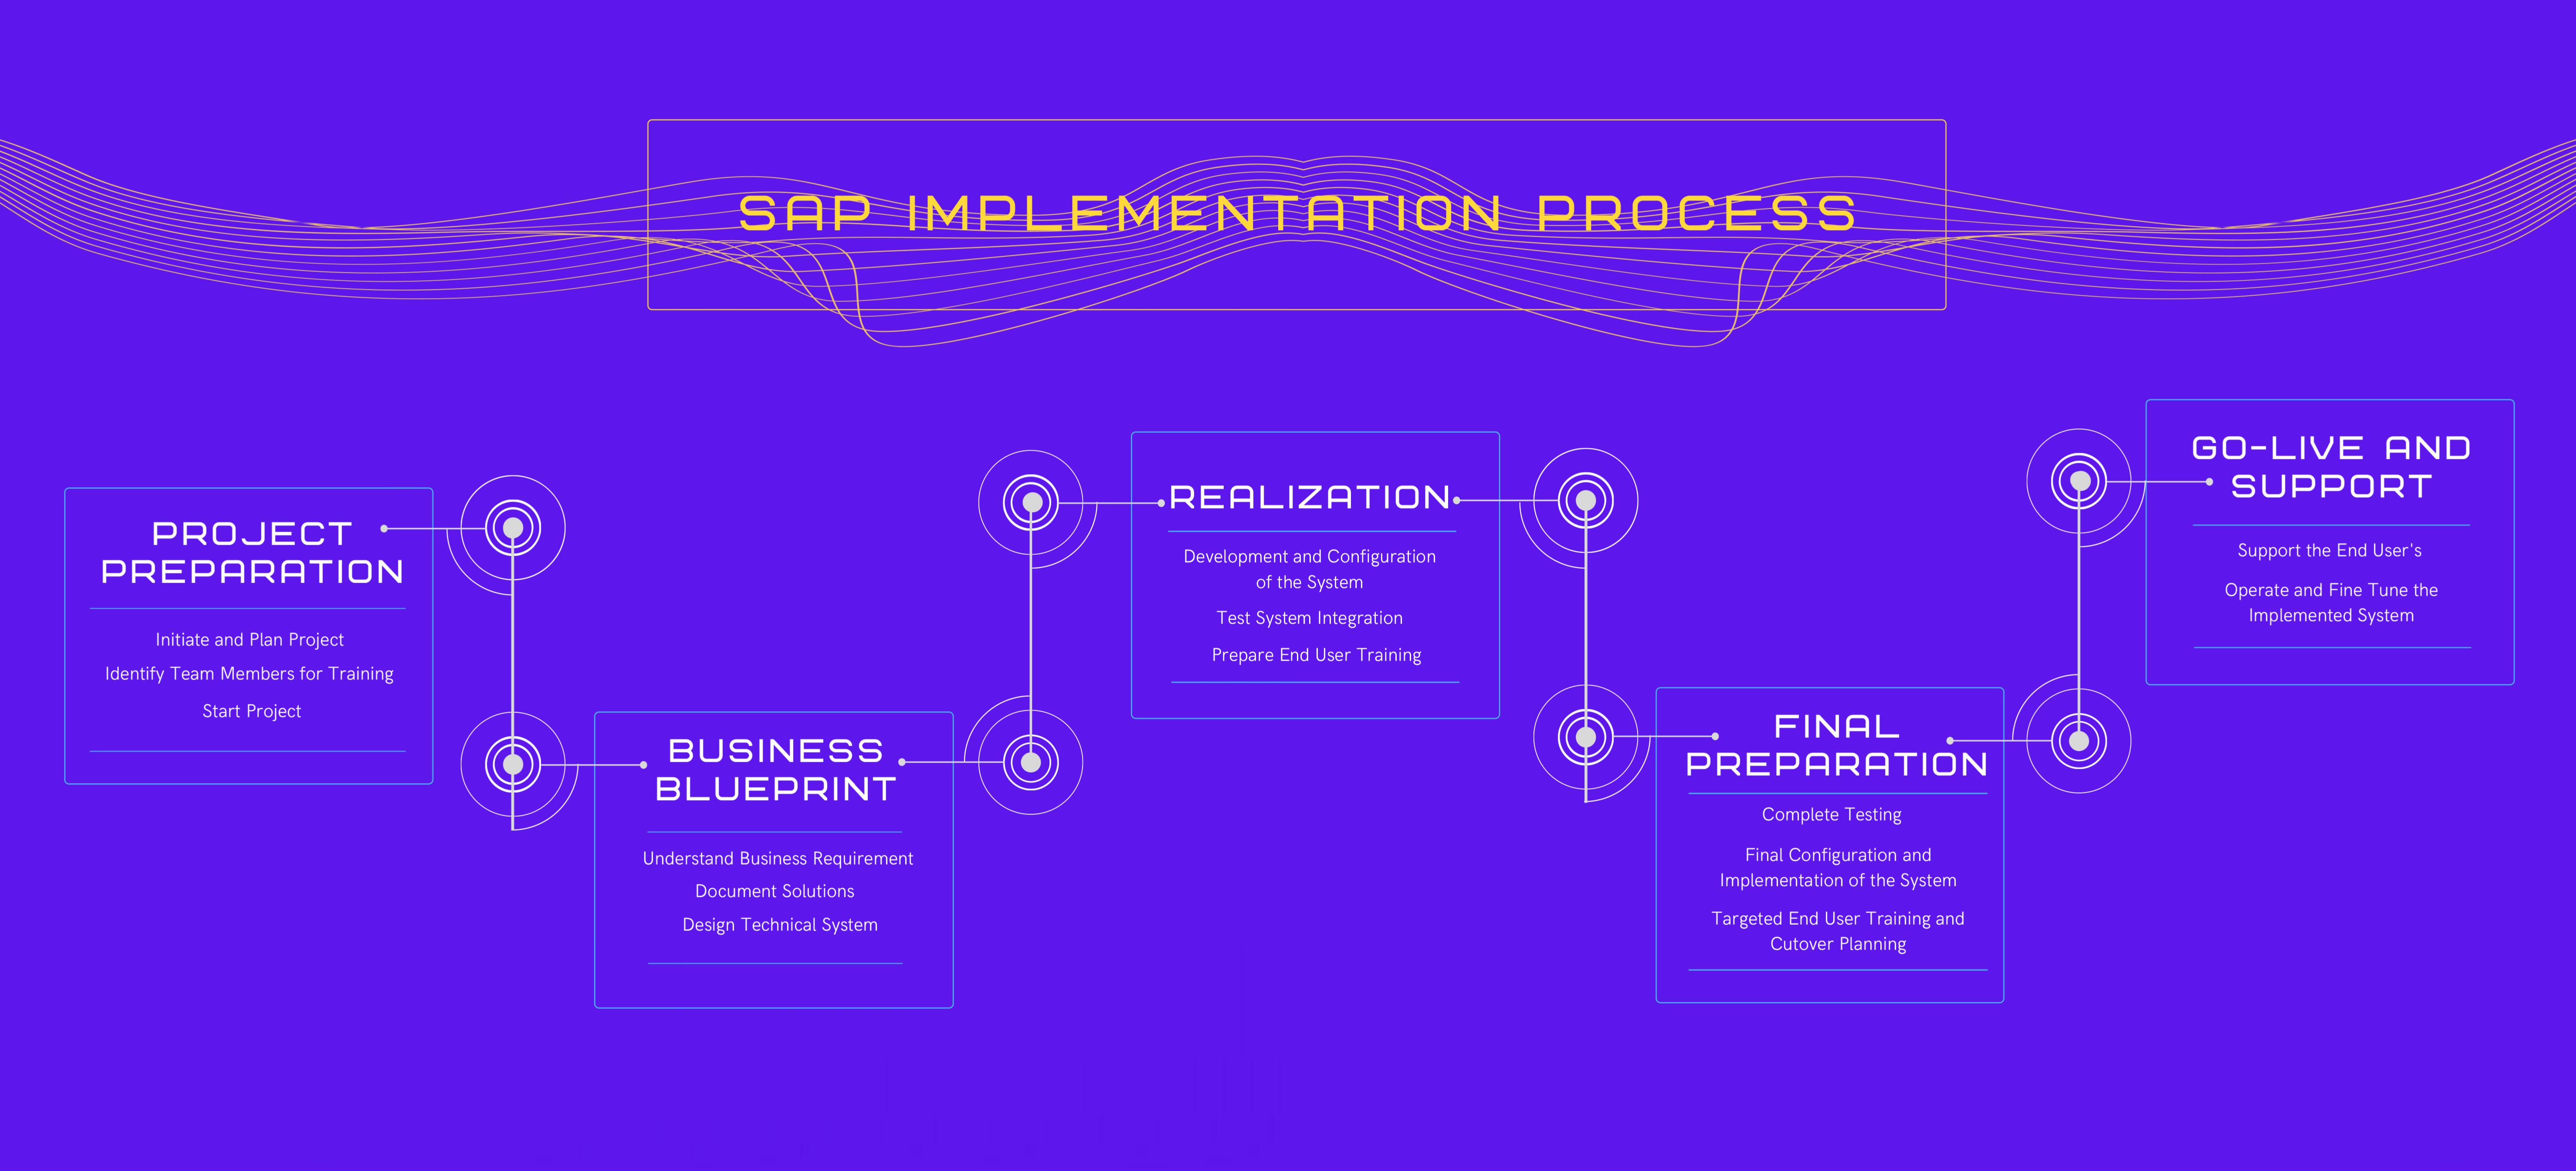 SAP IMPLEMENTATION PROCESS
PROJECT
PREPARATION
Initiate and Plan Project
Identify Team Members for Training
Start Project
BUSINESS
BLUEPRINT
Understand Business Requirement
Document Solutions
Design Technical System
REALIZATION
Development and Configuration
of the System
Test System Integration
Prepare End User Training
FINAL
PREPARATION
Complete Testing
Final Configuration and
Implementation of the System
Targeted End User Training and
Cutover Planning
GO-LIVE AND
SUPPORT
Support the End User's
Operate and Fine Tune the
Implemented System